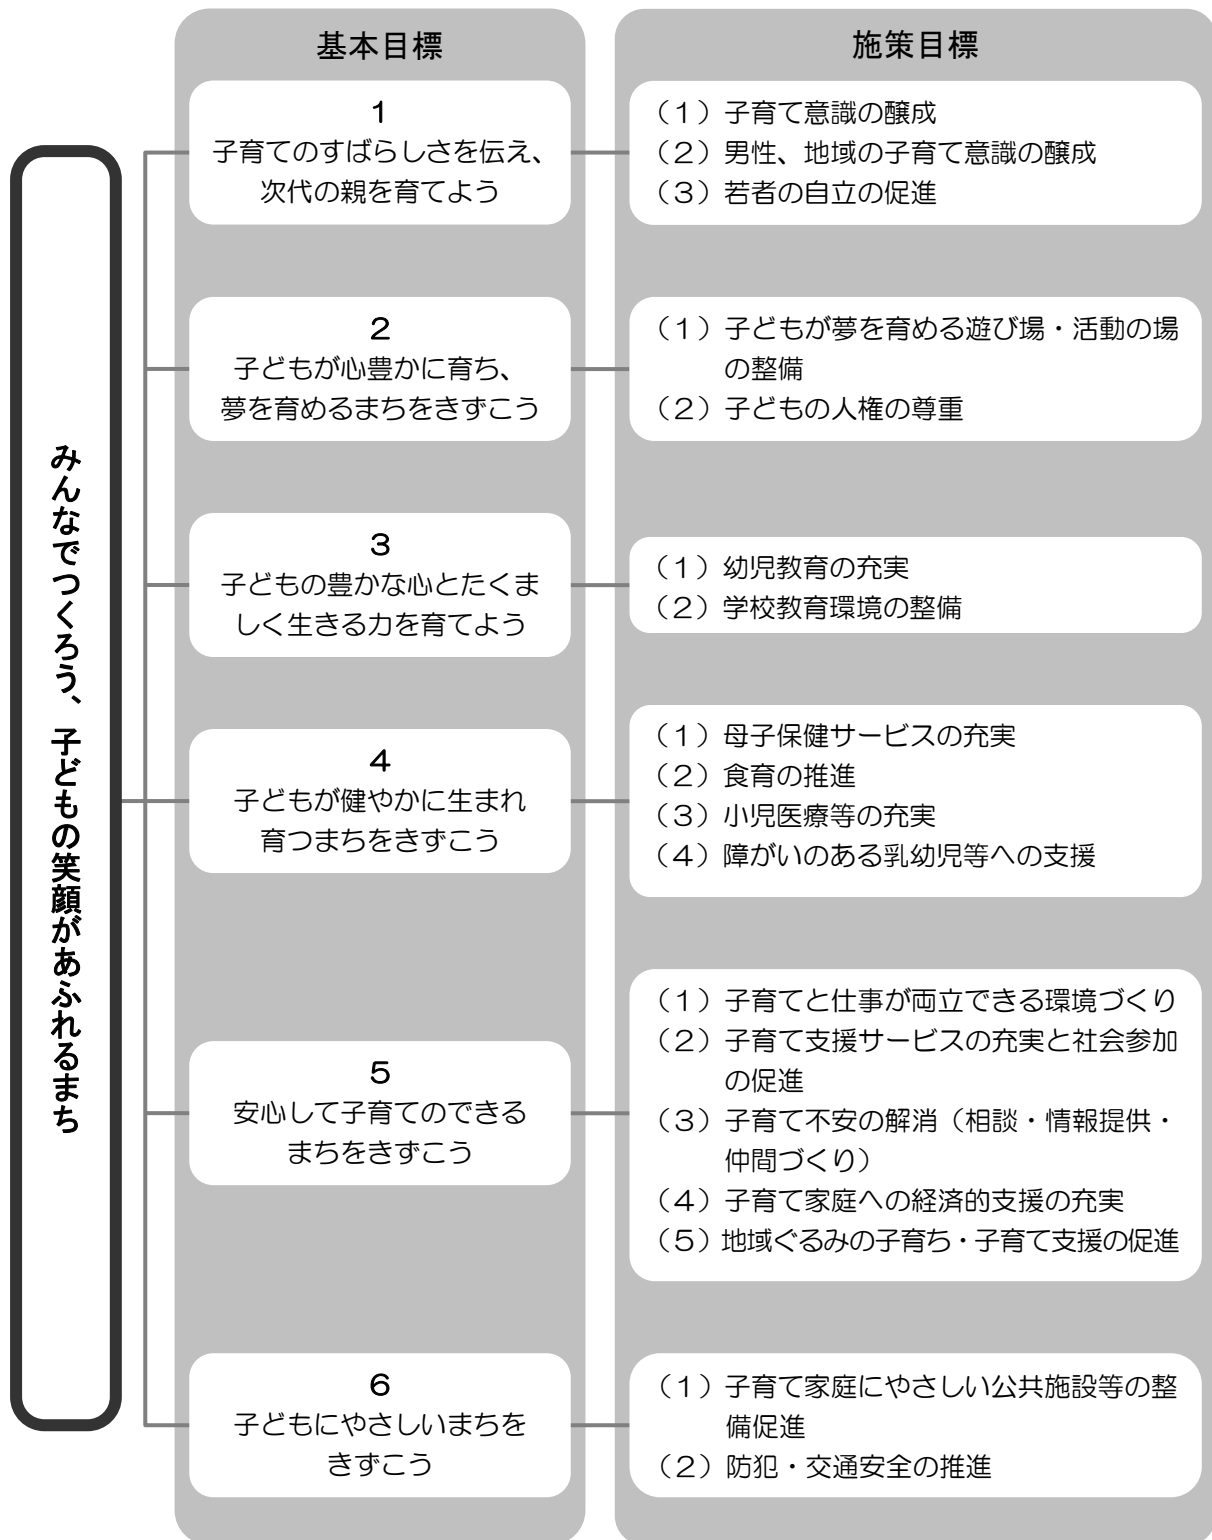 みんなでつくろう、子どもの笑顔があふれるまち
基本目標
施策目標
1
子育てのすばらしさを伝え、
次代の親を育てよう
（１）子育て意識の醸成
（２）男性、地域の子育て意識の醸成
（３）若者の自立の促進
2
子どもが心豊かに育ち、
夢を育めるまちをきずこう
（１）子どもが夢を育める遊び場・活動の場
の整備
（２）子どもの人権の尊重
3
子どもの豊かな心とたくま
しく生きる力を育てよう
（１）幼児教育の充実
（２）学校教育環境の整備
4
子どもが健やかに生まれ
育つまちをきずこう
（１）母子保健サービスの充実
（２）食育の推進
（３）小児医療等の充実
（４）障がいのある乳幼児等への支援
5
安心して子育てのできる
まちをきずこう
（１）子育てと仕事が両立できる環境づくり
（２）子育て支援サービスの充実と社会参加
の促進
（３）子育て不安の解消（相談・情報提供・
仲間づくり）
（４）子育て家庭への経済的支援の充実
（５）地域ぐるみの子育ち・子育て支援の促進
6
子どもにやさしいまちを
きずこう
（１）子育て家庭にやさしい公共施設等の整
備促進
（２）防犯・交通安全の推進